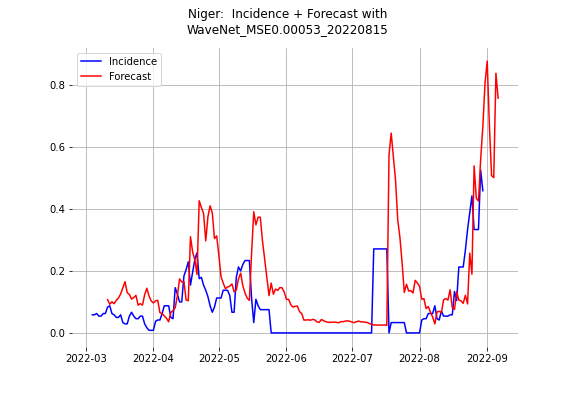 Niger:  Incidence + Forecast with
WaveNet_MSE0.00053_20220815
Incidence
Forecast
0.8
0.6
0.4
0.2
0.0
2022-03 2022-04 2022-05 2022-06 2022-07 2022-08 2022-09